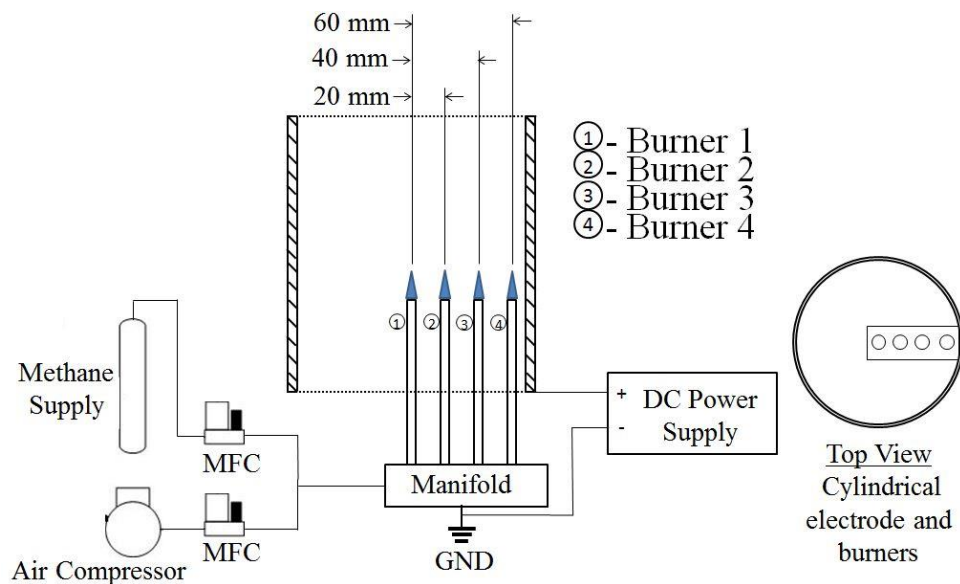 60 mm
40 mm
20 mm
①- Burner 1
②- Burner 2
③- Burner 3
④- Burner 4
① ② ③ ④
Methane
Supply
MFC
MFC
Air Compressor
Manifold
GND
+
-
DC Power
Supply
Top View
Cylindrical
electrode and
burners